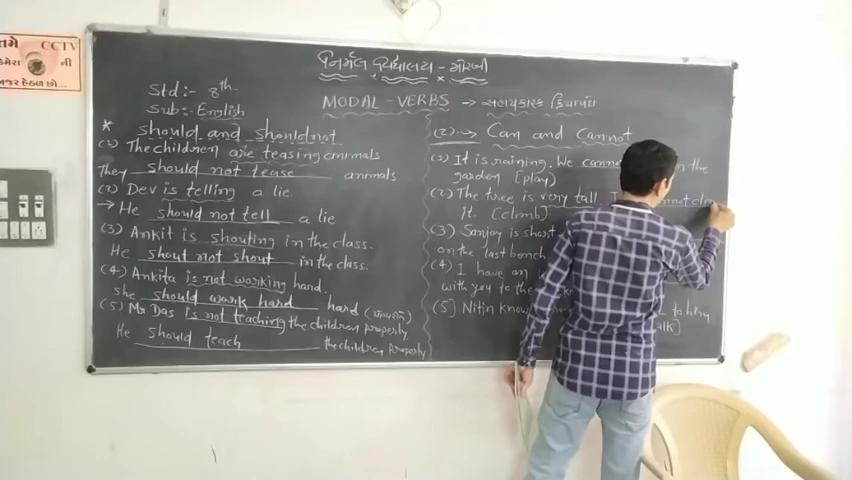 નિર્મલ વિદ્યાલય - મોરબી
CCTV
ની
Std:- 8th
Sub:- English
MODAL - VERBS → સહાયકારક ક્રિયાપદ
* should and should not
(1) The children are teasing animals
They should not tease animals
(2) Dev is telling a lie.
→ He should not tell a lie
(3) Ankit is shouting in the class.
He shout not shout in the class.
(4) Ankita is not working hard.
she should work hard hard
(5) Mr Das is not teaching the children properly
He should teach the children properly
(2) → Can and Cannot
(1) It is raining. We
garden [play]
(2) The tree is very tall. I
It. [climb]
(3) Sanjay is short
on the last bench
(4) I have an
with you to the
(5) Nitin know
to him